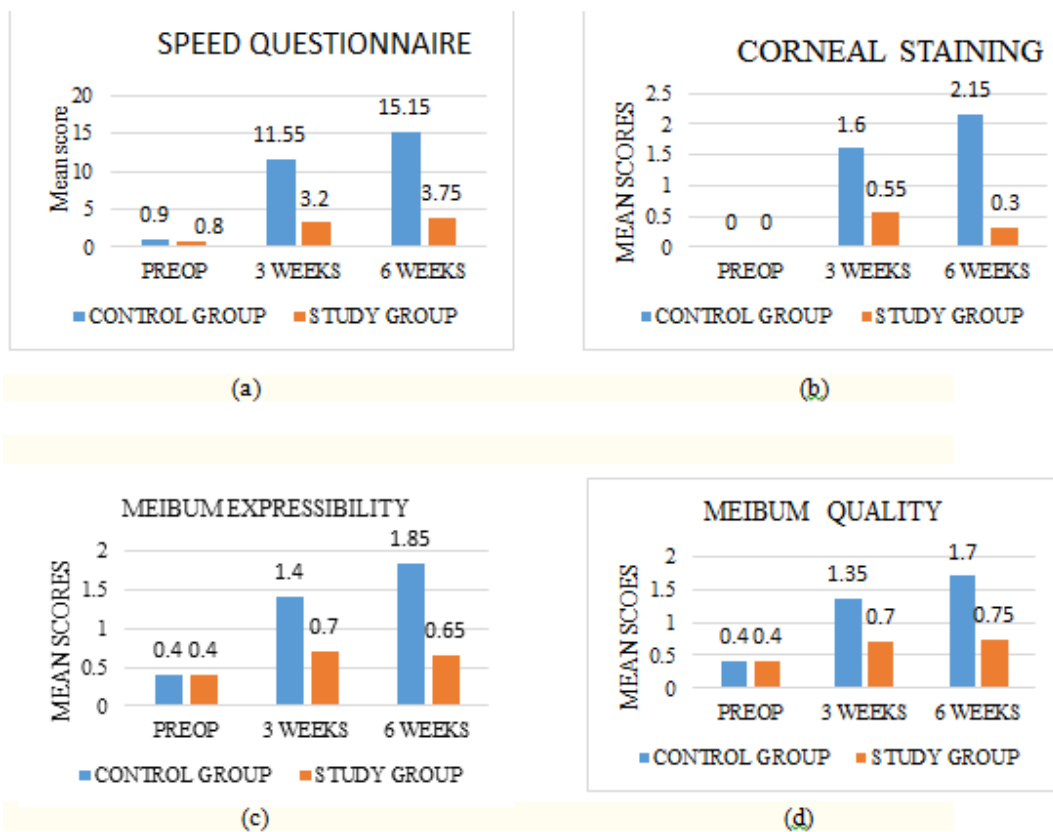 SPEED QUESTIONNAIRE
Mean score
20
15
10
5
0
0.9
0.8
11.55
3.2
15.15
3.75
PREOP 3 WEEKS 6 WEEKS
CONTROL GROUP STUDY GROUP
(a)
CORNEAL STAINING
MEAN SCORES
2.5
2
1.5
1
0.5
0
0 0
1.6
0.55
2.15
0.3
PREOP 3 WEEKS 6 WEEKS
CONTROL GROUP STUDY GROUP
(b)
MEIBUM EXPRESSIBILITY
MEAN SCORES
2
1.5
1
0.5
0
0.4 0.4
1.4
0.7
1.85
0.65
PREOP 3 WEEKS 6 WEEKS
CONTROL GROUP STUDY GROUP
(c)
MEIBUM QUALITY
MEAN SCOES
2
1.5
1
0.5
0
0.4 0.4
1.35
0.7
1.7
0.75
PREOP 3 WEEKS 6 WEEKS
CONTROL GROUP STUDY GROUP
(d)